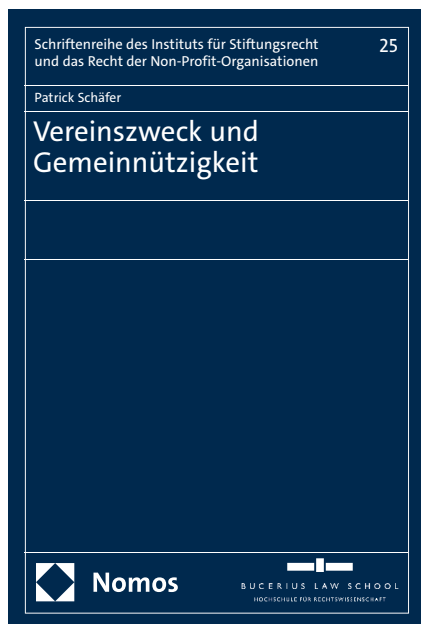 Schriftenreihe des Instituts für Stiftungsrecht
und das Recht der Non-Profit-Organisationen
25
Patrick Schäfer
Vereinszweck und
Gemeinnützigkeit
Nomos
BUCERIUS LAW SCHOOL
HOCHSCHULE FÜR RECHTSWISSENSCHAFT